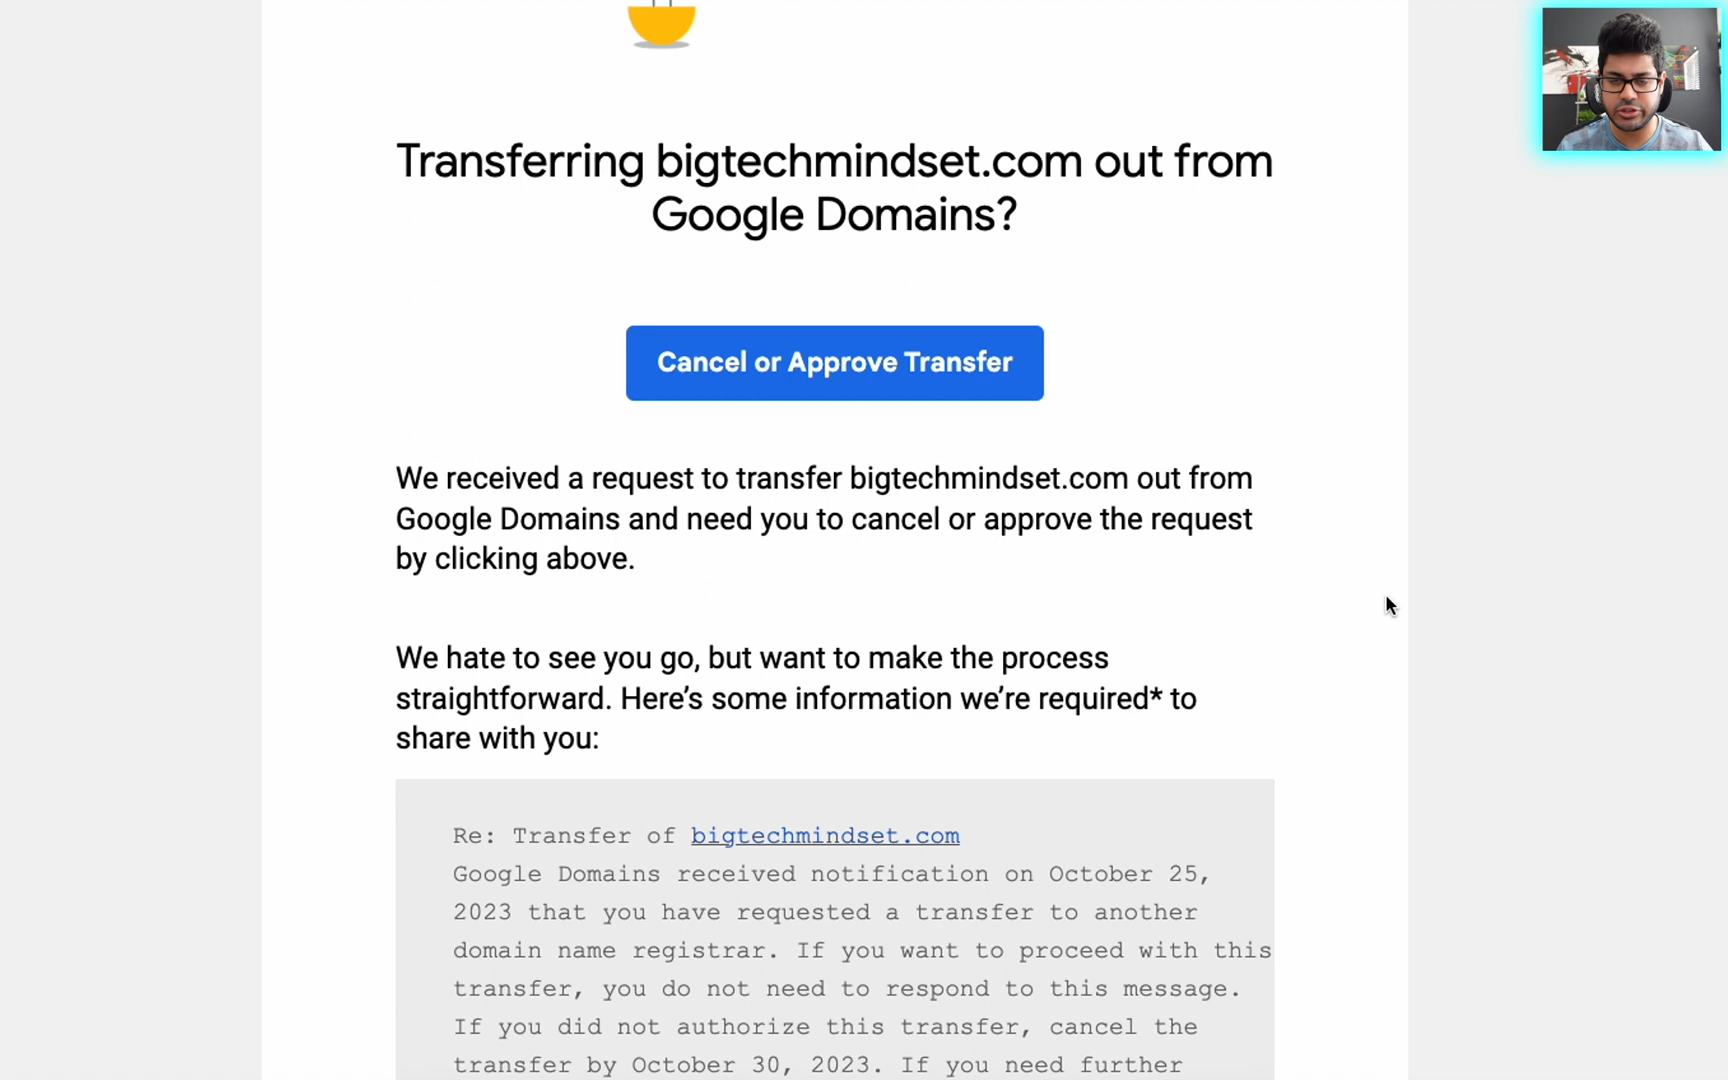 Transferring bigtechmindset.com out from
Google Domains?
Cancel or Approve Transfer
We received a request to transfer bigtechmindset.com out from
Google Domains and need you to cancel or approve the request
by clicking above.
We hate to see you go, but want to make the process
straightforward. Here’s some information we’re required* to
share with you:
Re: Transfer of bigtechmindset.com
Google Domains received notification on October 25,
2023 that you have requested a transfer to another
domain name registrar. If you want to proceed with this
transfer, you do not need to respond to this message.
If you did not authorize this transfer, cancel the
transfer by October 30, 2023. If you need further